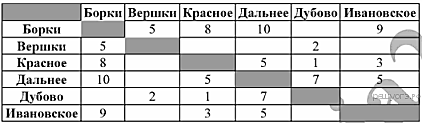 Борки Вершки Красное Дальнее Дубово Ивановское
Борки 5 8 10 9
Вершки 5 2
Красное 8 5 1 3
Дальнее 10 5 7 5
Дубово 2 1 7
Ивановское 9 3 5